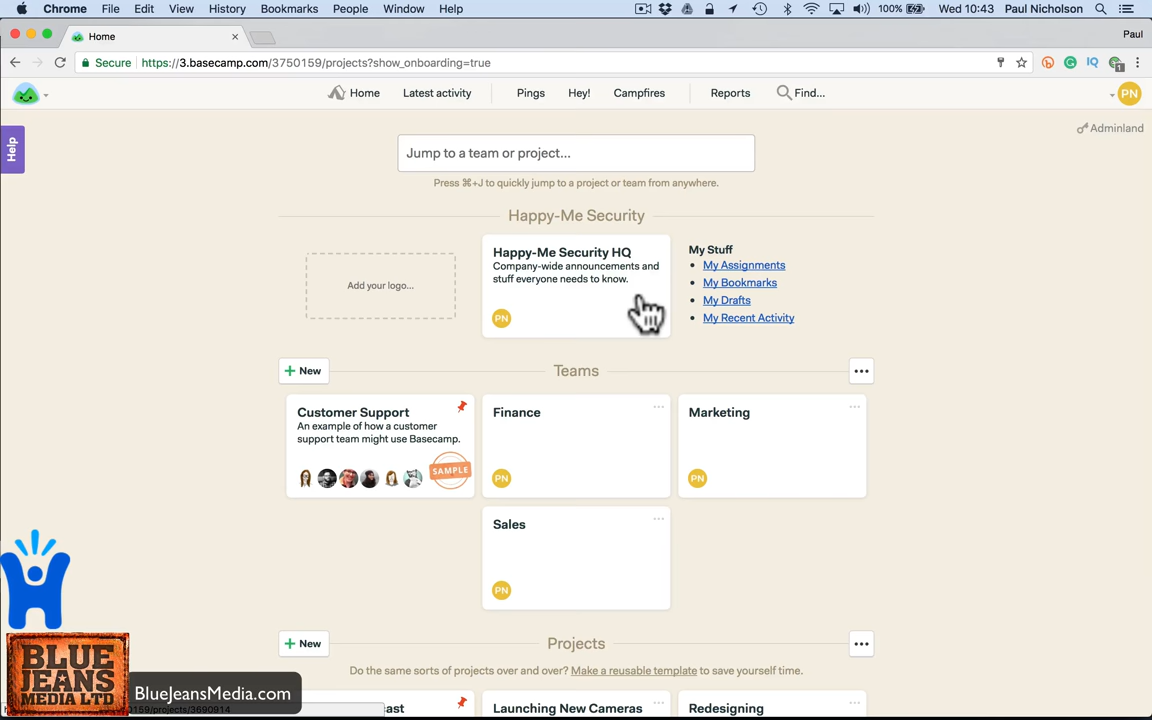 Chrome File Edit View History Bookmarks People Window Help 100% Wed 10:43 Paul Nicholson
Home Paul
Secure https://3.basecamp.com/3750159/projects?show_onboarding=true
Home Latest activity Pings Hey! Campfires Reports Find... PN
Adminland
Help
Jump to a team or project...
Press ⌘+J to quickly jump to a project or team from anywhere.
Happy-Me Security
Add your logo...
Happy-Me Security HQ
Company-wide announcements and
stuff everyone needs to know.
PN
My Stuff
My Assignments
My Bookmarks
My Drafts
My Recent Activity
New Teams
Customer Support
An example of how a customer
support team might use Basecamp.
SAMPLE
Finance
PN
Marketing
PN
Sales
PN
New Projects
Do the same sorts of projects over and over? Make a reusable template to save yourself time.
Launching New Cameras
Redesigning
BLUE
JEANS
MEDIA LTD
BlueJeansMedia.com